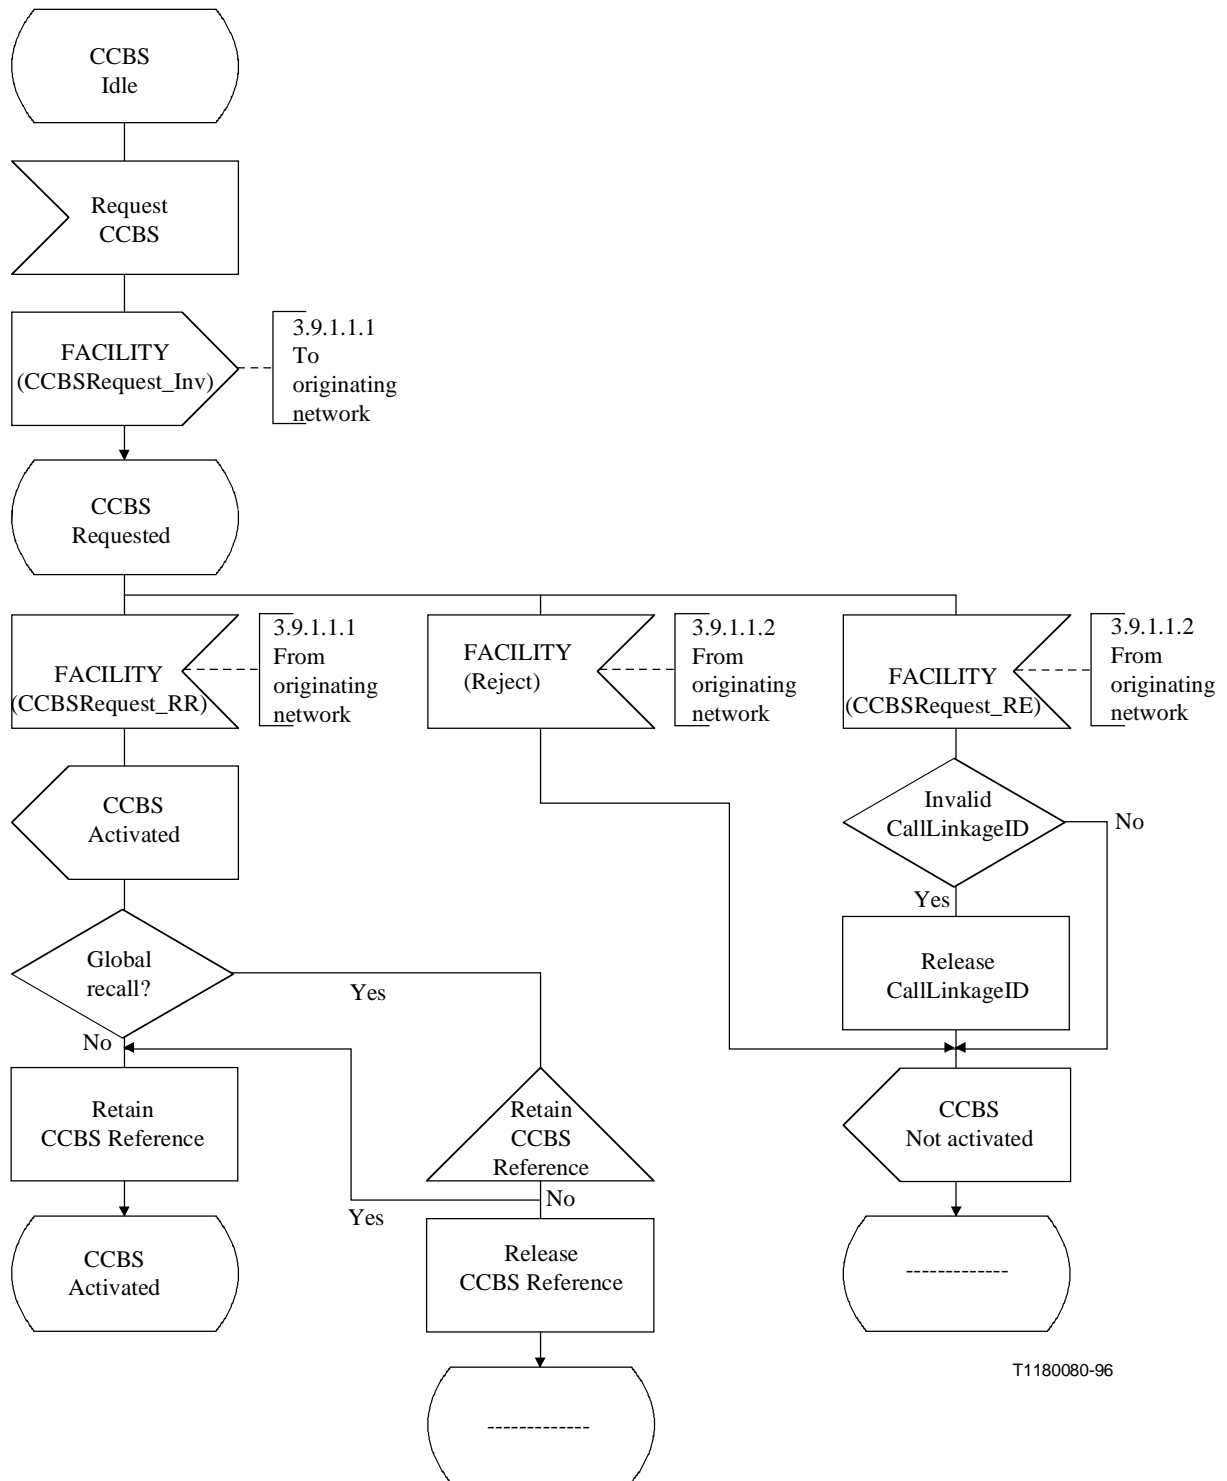 CCBS
Idle
Request
CCBS
FACILITY
(CCBSRequest_Inv)
3.9.1.1.1
To
originating
network
CCBS
Requested
FACILITY
(CCBSRequest_RR)
3.9.1.1.1
From
originating
network
FACILITY
(Reject)
3.9.1.1.2
From
originating
network
FACILITY
(CCBSRequest_RE)
3.9.1.1.2
From
originating
network
CCBS
Activated
Invalid
CallLinkageID
No
Yes
Release
CallLinkageID
Global
recall?
Yes
No
Retain
CCBS Reference
Retain
CCBS
Reference
No
Yes
CCBS
Not activated
CCBS
Activated
Release
CCBS Reference
-------------
-------------
T1180080-96